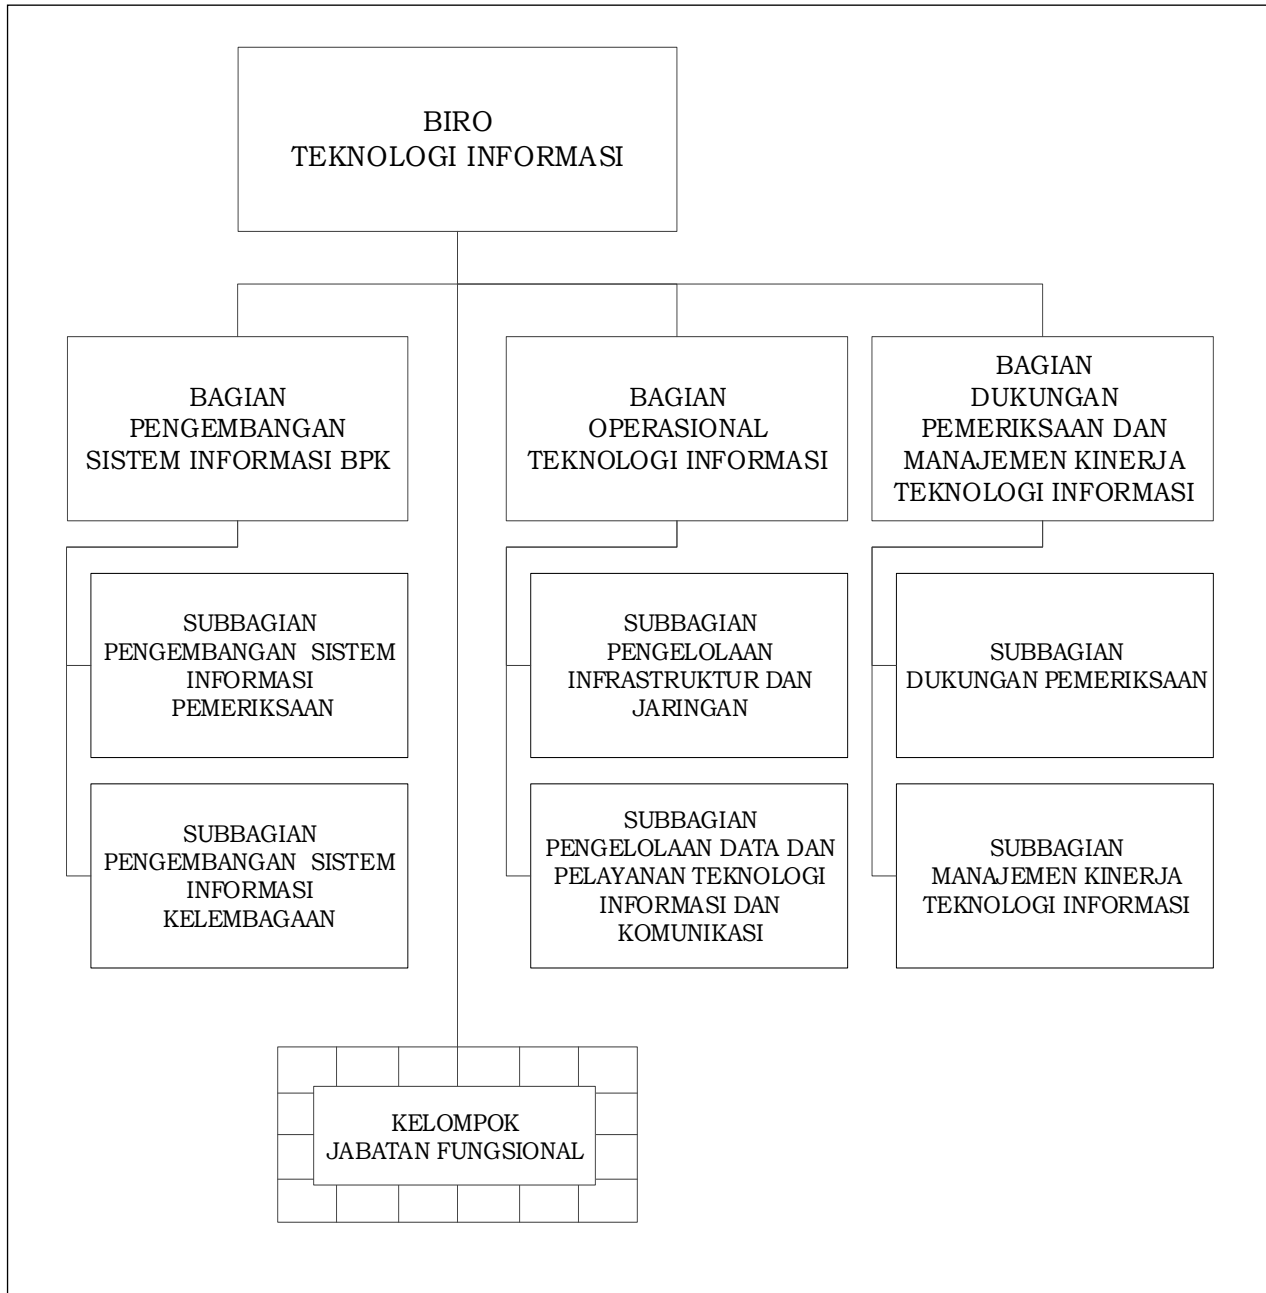 BIRO
TEKNOLOGI INFORMASI
BAGIAN
PENGEMBANGAN
SISTEM INFORMASI BPK
BAGIAN
OPERASIONAL
TEKNOLOGI INFORMASI
BAGIAN
DUKUNGAN
PEMERIKSAAN DAN
MANAJEMEN KINERJA
TEKNOLOGI INFORMASI
SUBBAGIAN
PENGEMBANGAN SISTEM
INFORMASI
PEMERIKSAAN
SUBBAGIAN
PENGELOLAAN
INFRASTRUKTUR DAN
JARINGAN
SUBBAGIAN
DUKUNGAN PEMERIKSAAN
SUBBAGIAN
PENGEMBANGAN SISTEM
INFORMASI
KELEMBAGAAN
SUBBAGIAN
PENGELOLAAN DATA DAN
PELAYANAN TEKNOLOGI
INFORMASI DAN
KOMUNIKASI
SUBBAGIAN
MANAJEMEN KINERJA
TEKNOLOGI INFORMASI
KELOMPOK
JABATAN FUNGSIONAL